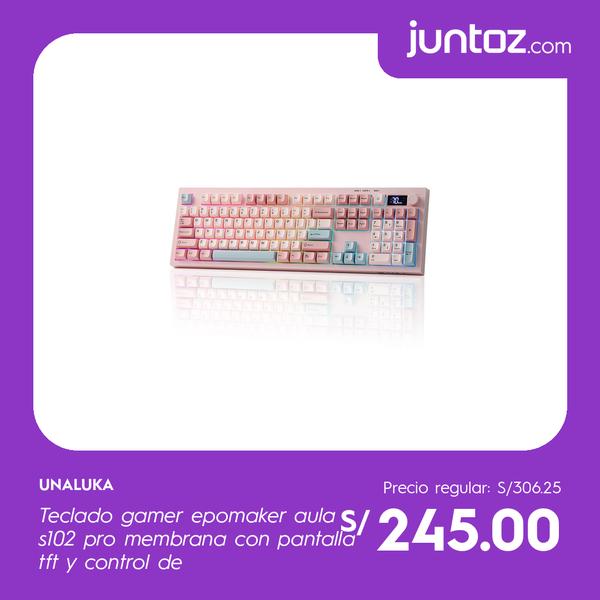 juntoz.com
UNALUKA
Teclado gamer epomaker aula
s102 pro membrana con pantalla
tft y control de
Precio regular: S/306.25
S/ 245.00